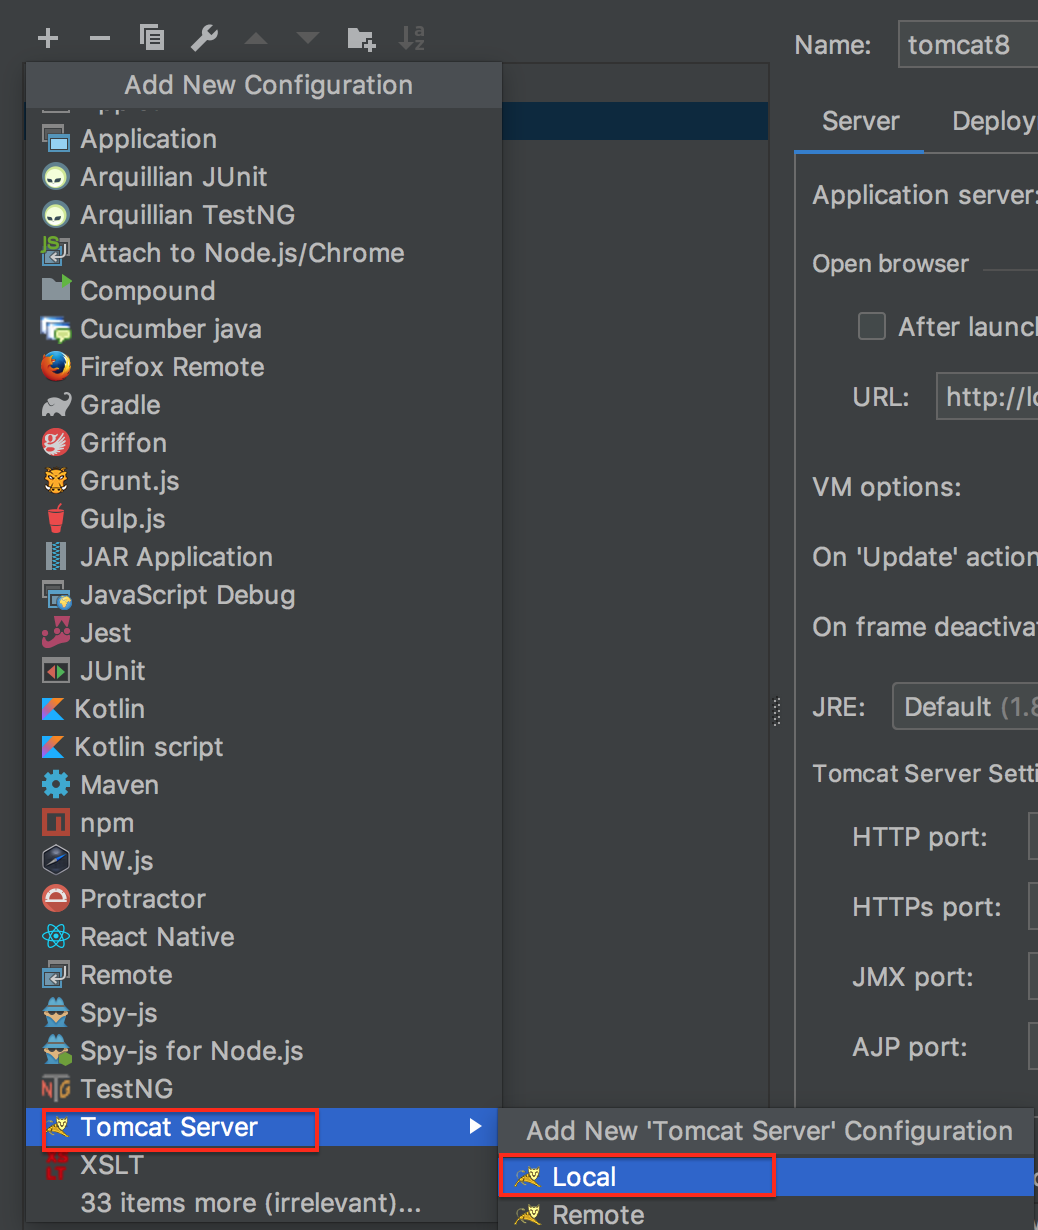 Name:
tomcat8
Add New Configuration
Application
Arquillian JUnit
Arquillian TestNG
Attach to Node.js/Chrome
Compound
Cucumber java
Firefox Remote
Gradle
Griffon
Grunt.js
Gulp.js
JAR Application
JavaScript Debug
Jest
JUnit
Kotlin
Kotlin script
Maven
npm
NW.js
Protractor
React Native
Remote
Spy-js
Spy-js for Node.js
TestNG
Tomcat Server
XSLT
33 items more (irrelevant)...
Add New 'Tomcat Server' Configuration
Local
Remote
Server
Deploy
Application server:
Open browser
After launc
URL:
http://lo
VM options:
On 'Update' action
On frame deactivat
JRE:
Default (1.8
Tomcat Server Setti
HTTP port:
HTTPs port:
JMX port:
AJP port: